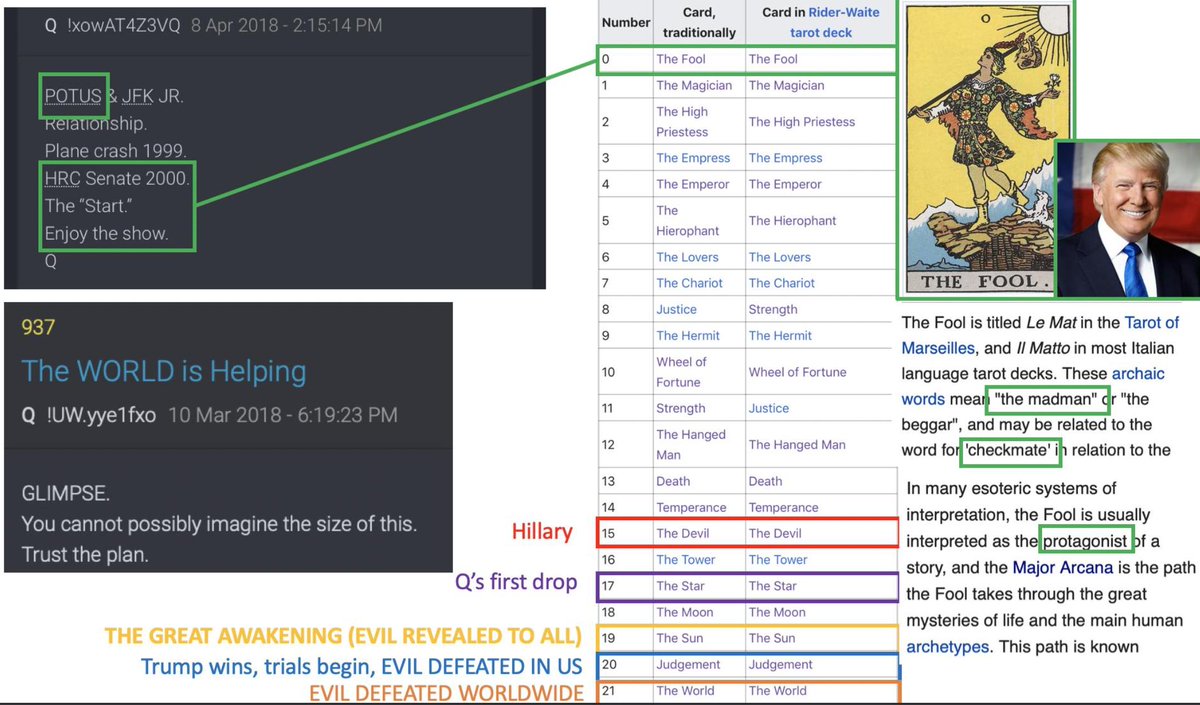 Q !xowAT4Z3VQ 8 Apr 2018 - 2:15:14 PM
POTUS & JFK JR.
Relationship.
Plane crash 1999.
HRC Senate 2000.
The “Start.”
Enjoy the show.
Q
937
The WORLD is Helping
Q !UW.yye1fxo 10 Mar 2018 - 6:19:23 PM
GLIMPSE.
You cannot possibly imagine the size of this.
Trust the plan.
Hillary
Q’s first drop
THE GREAT AWAKENING (EVIL REVEALED TO ALL)
Trump wins, trials begin, EVIL DEFEATED IN US
EVIL DEFEATED WORLDWIDE
Number Card, traditionally Card in Rider-Waite tarot deck
0 The Fool The Fool
1 The Magician The Magician
2 The High Priestess The High Priestess
3 The Empress The Empress
4 The Emperor The Emperor
5 The Hierophant The Hierophant
6 The Lovers The Lovers
7 The Chariot The Chariot
8 Justice Strength
9 The Hermit The Hermit
10 Wheel of Fortune Wheel of Fortune
11 Strength Justice
12 The Hanged Man The Hanged Man
13 Death Death
14 Temperance Temperance
15 The Devil The Devil
16 The Tower The Tower
17 The Star The Star
18 The Moon The Moon
19 The Sun The Sun
20 Judgement Judgement
21 The World The World
0
THE FOOL.
The Fool is titled Le Mat in the Tarot of
Marseilles, and Il Matto in most Italian
language tarot decks. These archaic
words mean "the madman" or "the
beggar", and may be related to the
word for 'checkmate' in relation to the
In many esoteric systems of
interpretation, the Fool is usually
interpreted as the protagonist of a
story, and the Major Arcana is the path
the Fool takes through the great
mysteries of life and the main human
archetypes. This path is known